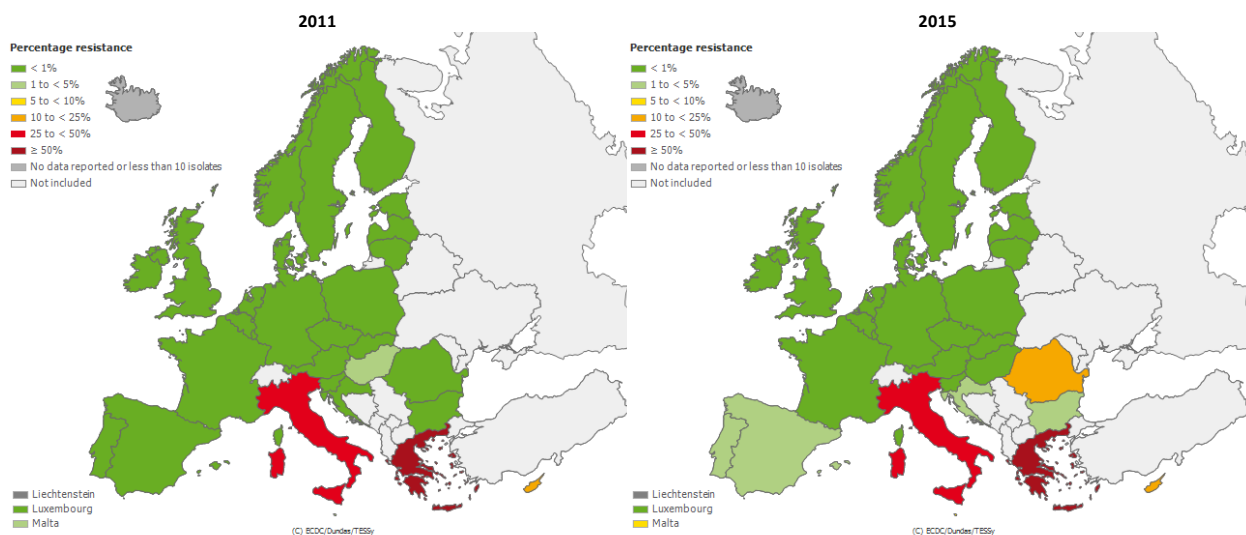 2011
Percentage resistance
< 1%
1 to < 5%
5 to < 10%
10 to < 25%
25 to < 50%
≥ 50%
No data reported or less than 10 isolates
Not included
Liechtenstein
Luxembourg
Malta
(C) ECDC/Dundas/TESSy
2015
Percentage resistance
< 1%
1 to < 5%
5 to < 10%
10 to < 25%
25 to < 50%
≥ 50%
No data reported or less than 10 isolates
Not included
Liechtenstein
Luxembourg
Malta
(C) ECDC/Dundas/TESSy